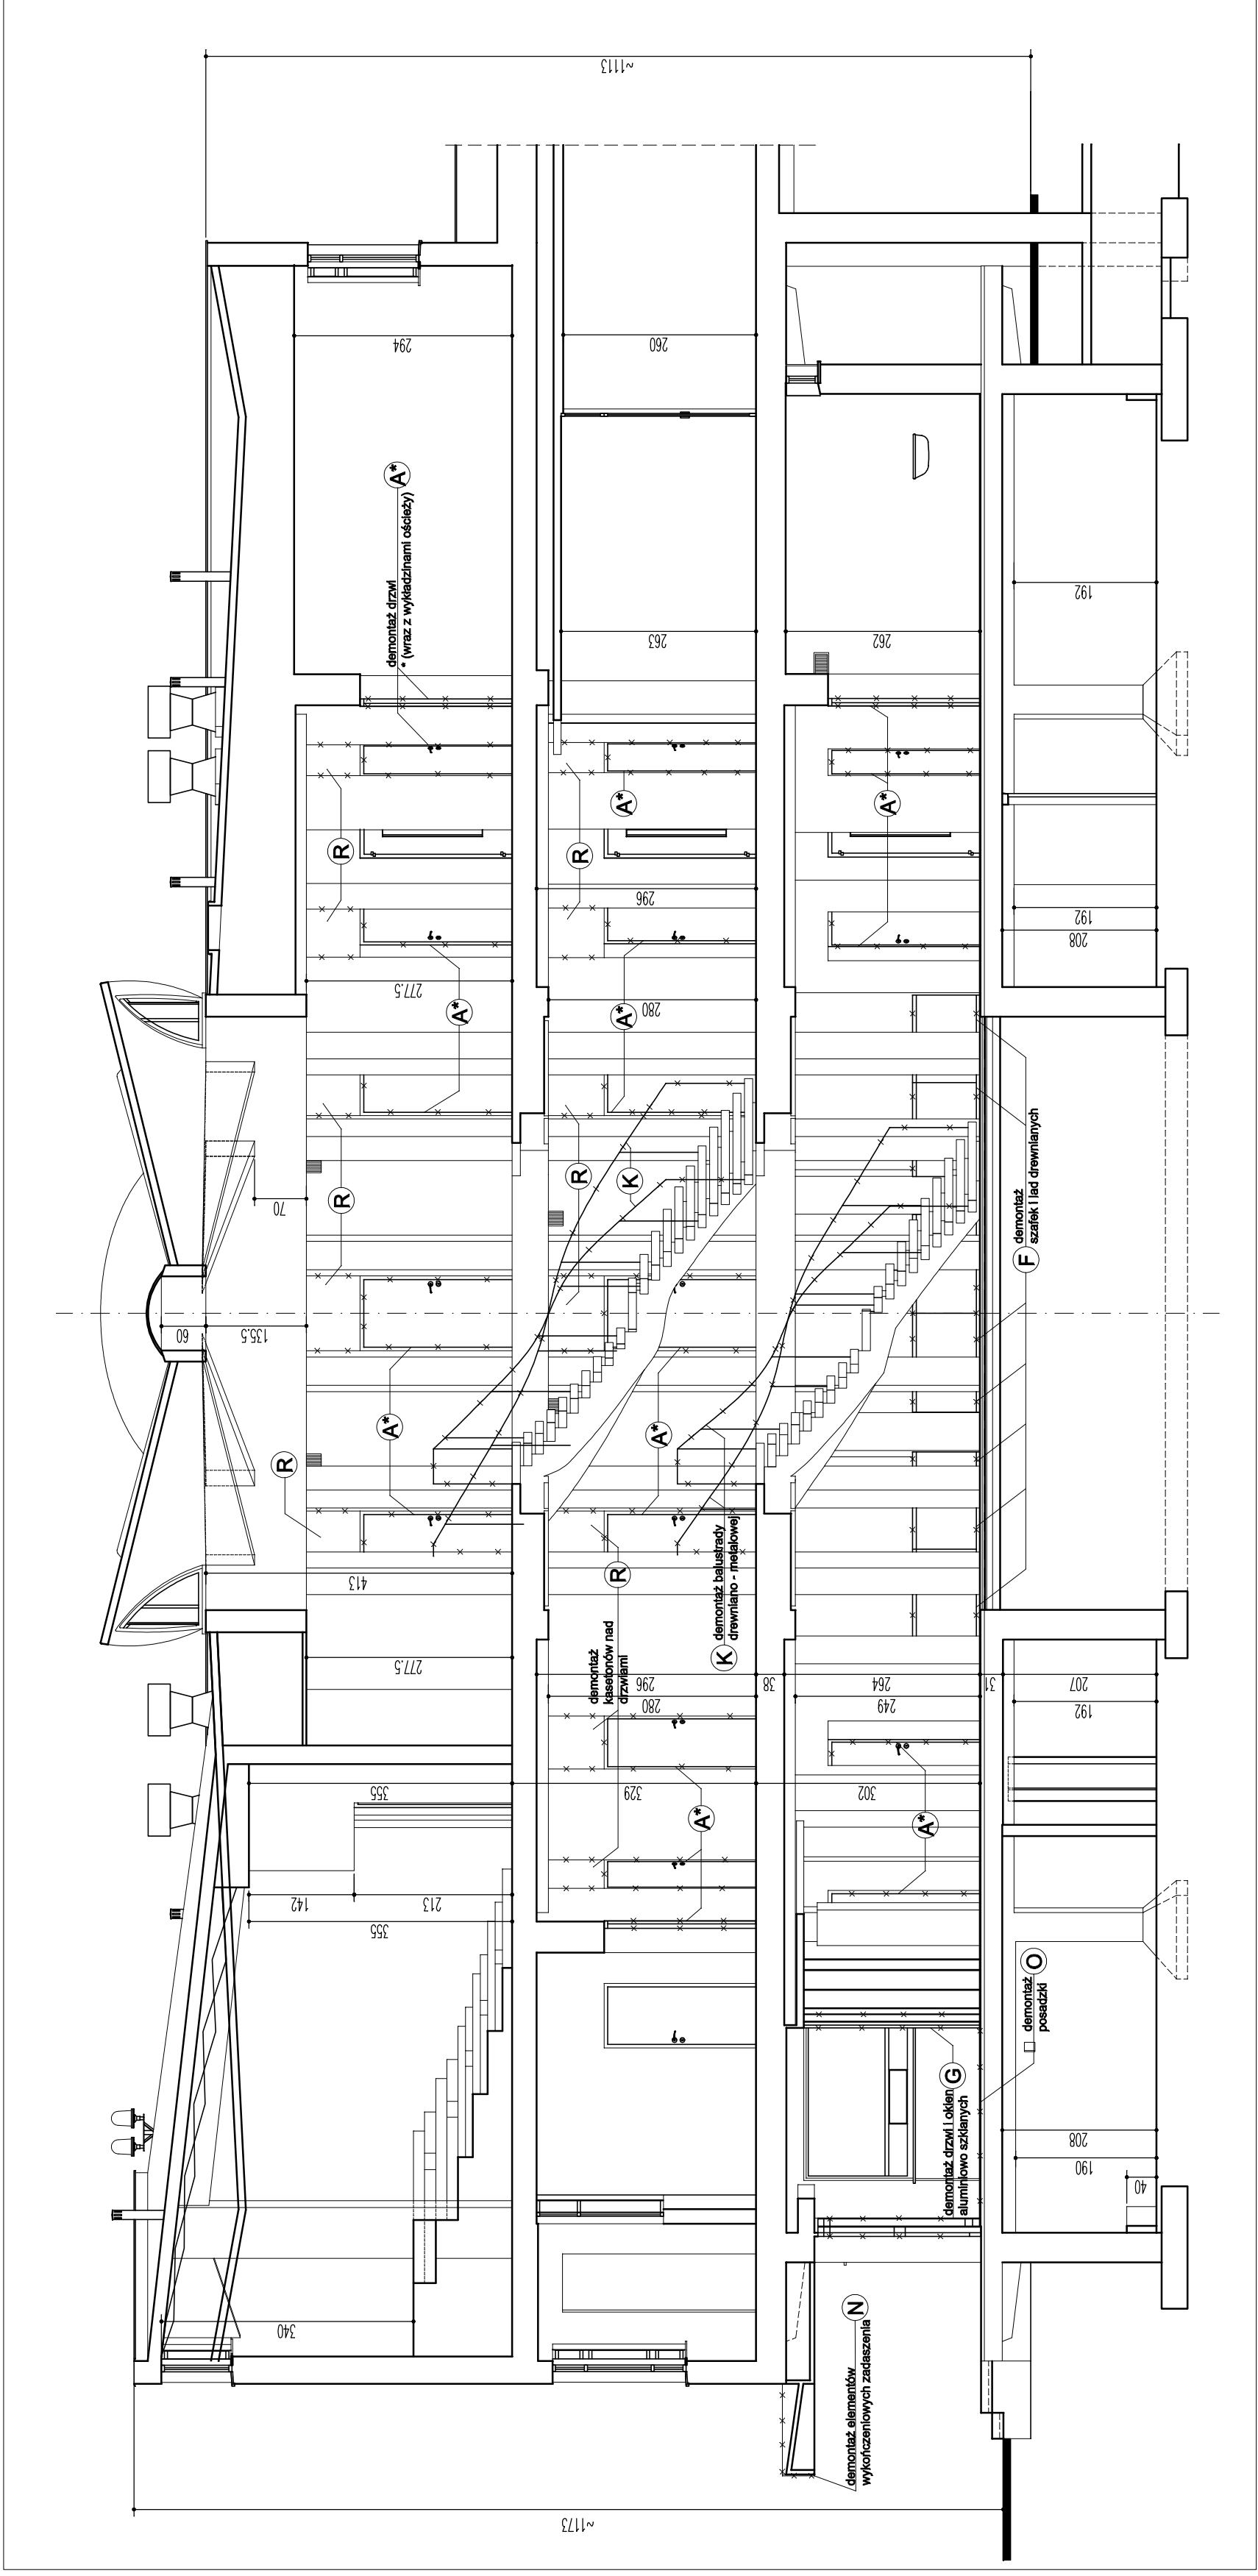 ~1113
294
260
A*
demontaż drzwi
* (wraz z wykładzinami ościeży)
263
262
192
R
R
A*
A*
296
192
208
277.5
280
A*
A*
R
R
K
70
F
demontaż
szafek i lad drewnianych
60
135.5
A*
A*
R
413
R
demontaż
kasetonów nad
drzwiami
K
demontaż balustrady
drewniano - metalowej
277.5
296
280
38
264
249
31
207
192
355
329
302
A*
A*
142
213
355
O
demontaż
posadzki
G
demontaż drzwi i okien
aluminiowo szklanych
208
190
40
340
N
demontaż elementów
wykończeniowych zadaszenia
~1173